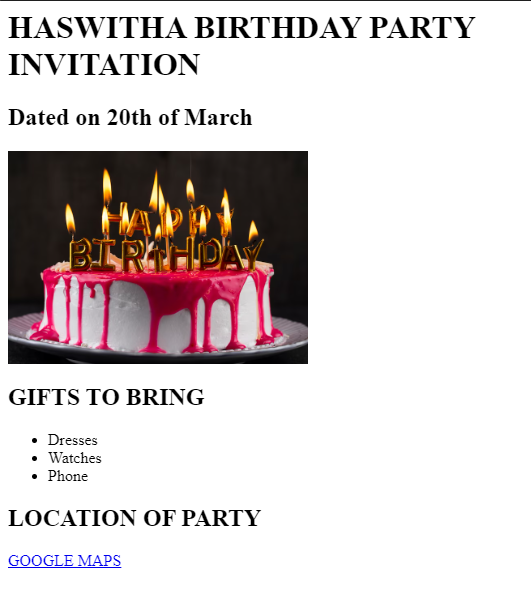 HASWITHA BIRTHDAY PARTY
INVITATION
Dated on 20th of March
HAPPY
BIRTHDAY
GIFTS TO BRING
Dresses
Watches
Phone
LOCATION OF PARTY
GOOGLE MAPS